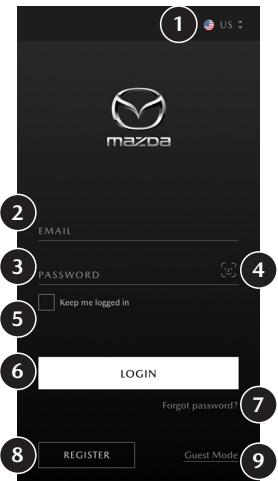 1 US
mazda
2
EMAIL
3 PASSWORD 4
Keep me logged in
5
6 LOGIN
Forgot password? 7
8 REGISTER Guest Mode 9